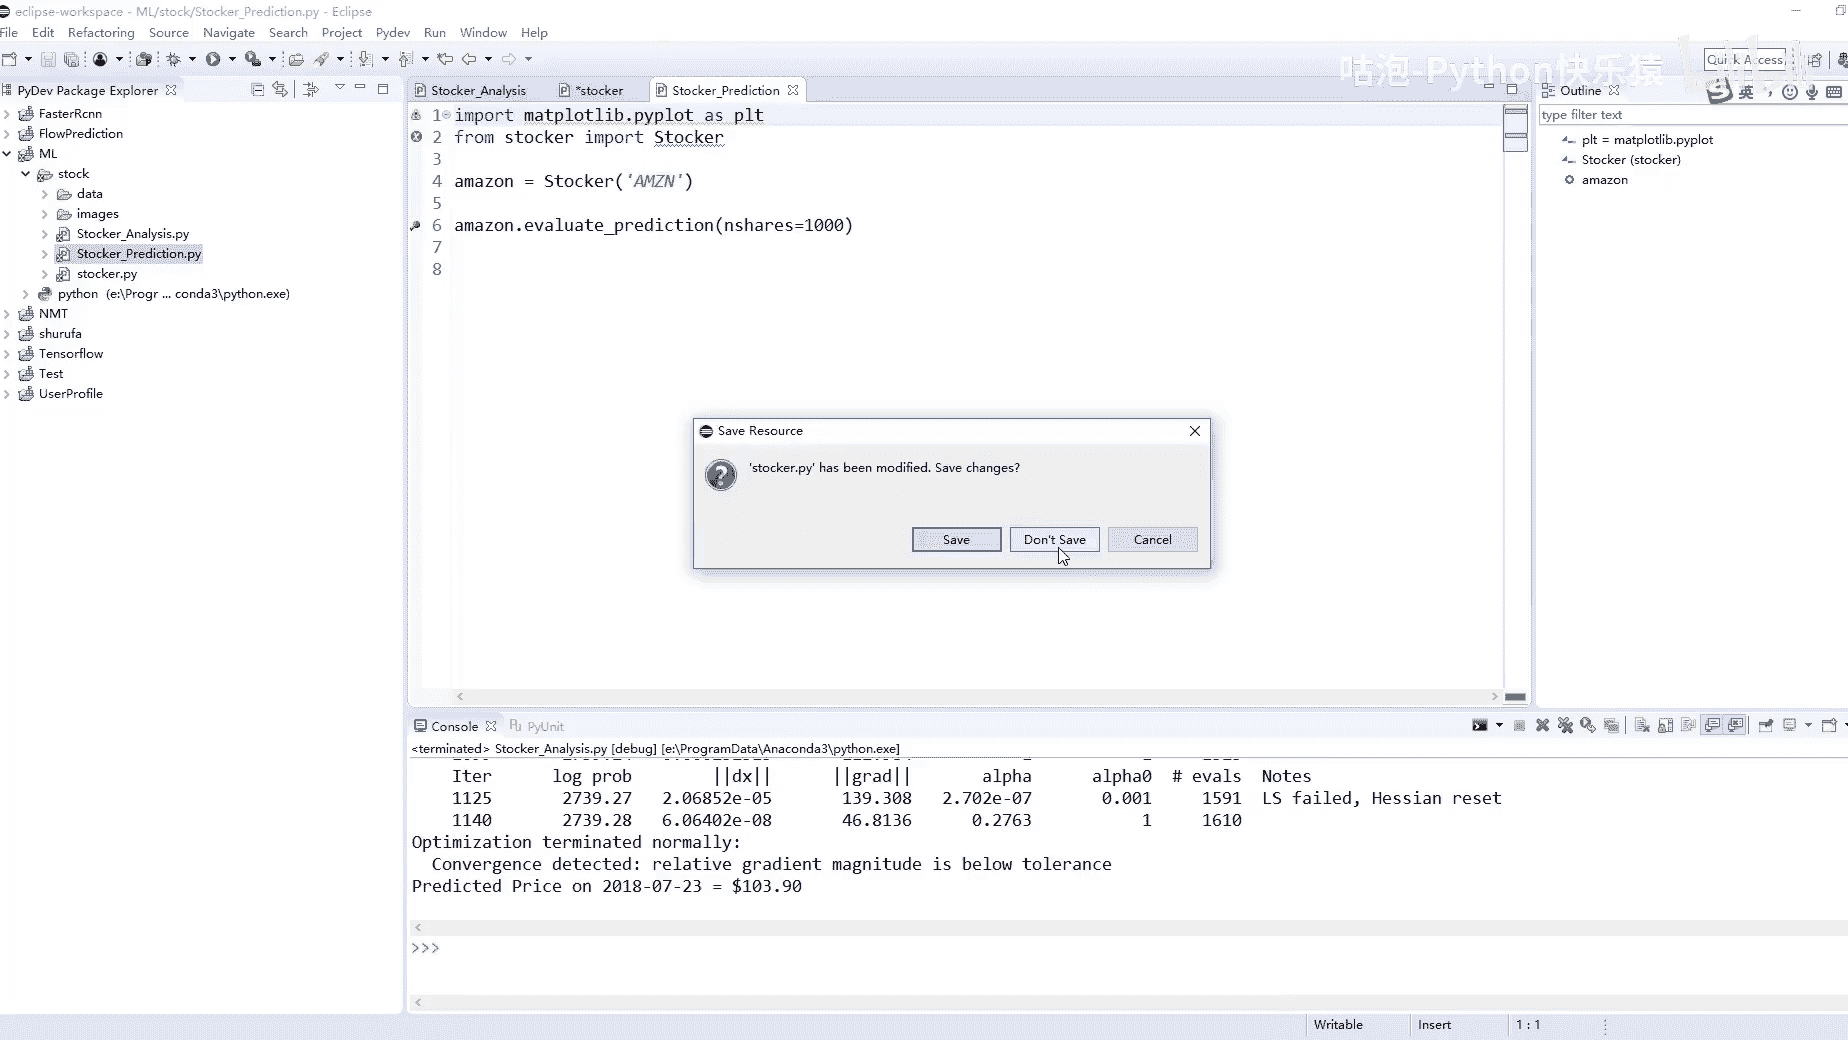 eclipse-workspace - ML/stock/Stocker_Prediction.py - Eclipse
File Edit Refactoring Source Navigate Search Project Pydev Run Window Help
Quick Access
咕泡-Python快乐猿
英
PyDev Package Explorer
FasterRcnn
FlowPrediction
ML
stock
data
images
Stocker_Analysis.py
Stocker_Prediction.py
stocker.py
python (e:\Progr ... conda3\python.exe)
NMT
shurufa
Tensorflow
Test
UserProfile
Stocker_Analysis *stocker Stocker_Prediction
1 import matplotlib.pyplot as plt
2 from stocker import Stocker
3
4 amazon = Stocker('AMZN')
5
6 amazon.evaluate_prediction(nshares=1000)
7
8
Outline
type filter text
plt = matplotlib.pyplot
Stocker (stocker)
amazon
Save Resource
'stocker.py' has been modified. Save changes?
Save Don't Save Cancel
Console PyUnit
<terminated> Stocker_Analysis.py [debug] [e:\ProgramData\Anaconda3\python.exe]
Iter log prob ||dx|| ||grad|| alpha alpha0 # evals Notes
1125 2739.27 2.06852e-05 139.308 2.702e-07 0.001 1591 LS failed, Hessian reset
1140 2739.28 6.06402e-08 46.8136 0.2763 1 1610
Optimization terminated normally:
Convergence detected: relative gradient magnitude is below tolerance
Predicted Price on 2018-07-23 = $103.90
>>>
Writable Insert 1 : 1